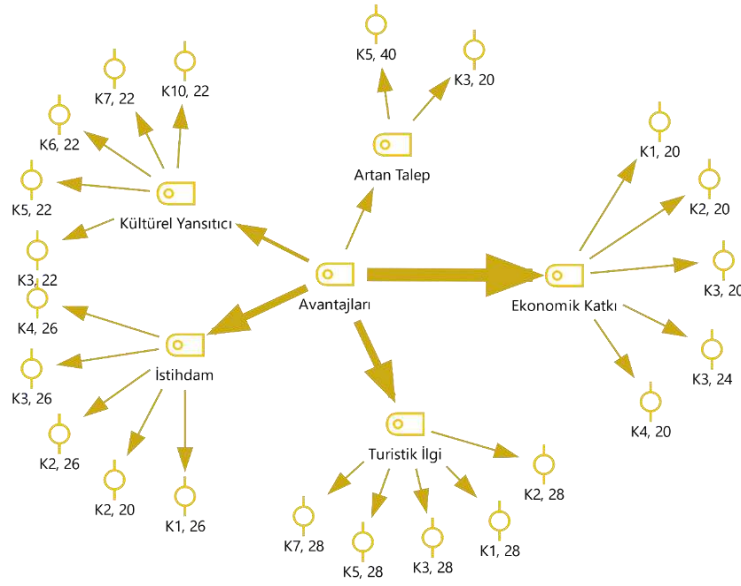 K5, 40
K3, 20
K10, 22
K7, 22
K6, 22
K1, 20
Artan Talep
K5, 22
K2, 20
Kültürel Yansıtıcı
K3, 22
K3, 20
Avantajları
Ekonomik Katkı
K4, 26
K3, 24
İstihdam
K3, 26
K4, 20
Turistik İlgi
K2, 26
K2, 28
K2, 20
K1, 26
K7, 28
K5, 28
K3, 28
K1, 28